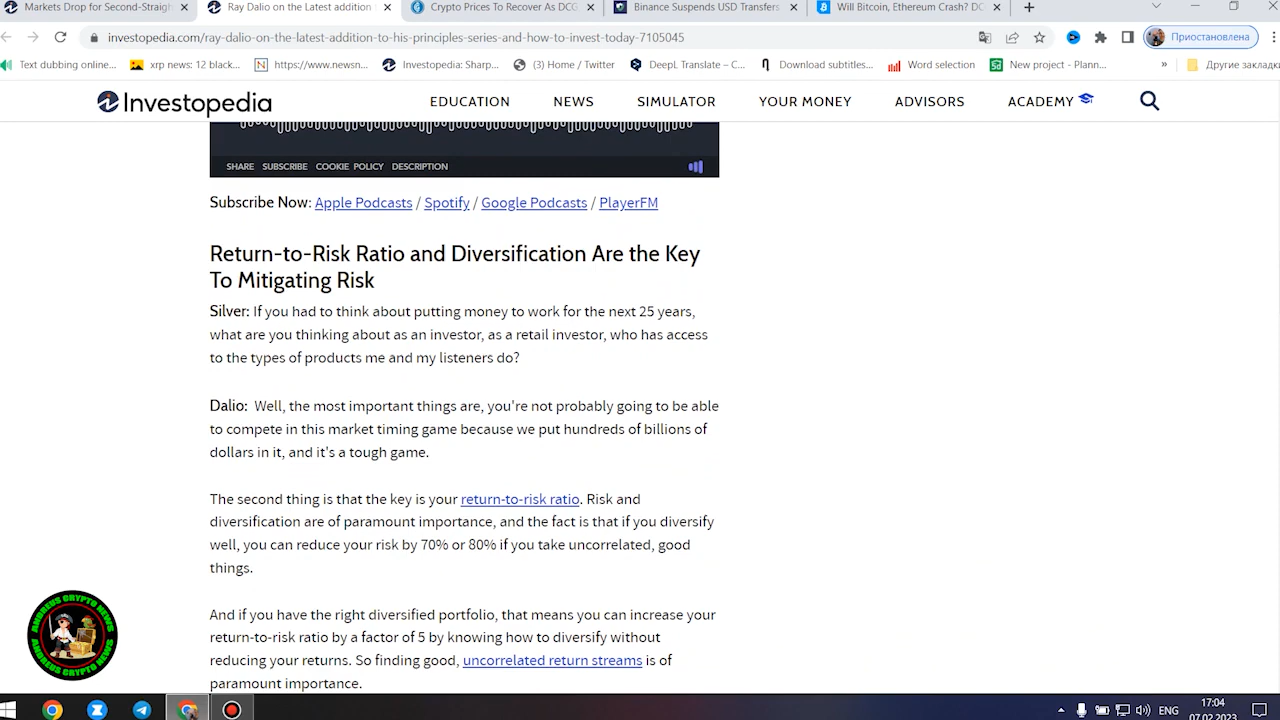 Markets Drop for Second-Straigh
Ray Dalio on the Latest addition
Crypto Prices To Recover As DCG
Binance Suspends USD Transfers
Will Bitcoin, Ethereum Crash? DC
investopedia.com/ray-dalio-on-the-latest-addition-to-his-principles-series-and-how-to-invest-today-7105045
Приостановлена
Text dubbing online...
xrp news: 12 black...
https://www.newsn...
Investopedia: Sharp...
(3) Home / Twitter
DeepL Translate – C...
Download subtitles...
Word selection
New project - Plann...
»
Другие закладки
Investopedia
EDUCATION
NEWS
SIMULATOR
YOUR MONEY
ADVISORS
ACADEMY
SHARE SUBSCRIBE COOKIE POLICY DESCRIPTION
Subscribe Now: Apple Podcasts / Spotify / Google Podcasts / PlayerFM
Return-to-Risk Ratio and Diversification Are the Key
To Mitigating Risk
Silver: If you had to think about putting money to work for the next 25 years,
what are you thinking about as an investor, as a retail investor, who has access
to the types of products me and my listeners do?
Dalio: Well, the most important things are, you're not probably going to be able
to compete in this market timing game because we put hundreds of billions of
dollars in it, and it's a tough game.
The second thing is that the key is your return-to-risk ratio. Risk and
diversification are of paramount importance, and the fact is that if you diversify
well, you can reduce your risk by 70% or 80% if you take uncorrelated, good
things.
And if you have the right diversified portfolio, that means you can increase your
return-to-risk ratio by a factor of 5 by knowing how to diversify without
reducing your returns. So finding good, uncorrelated return streams is of
paramount importance.
ANDREUS CRYPTO NEWS
ANDREUS CRYPTO NEWS
ENG
17:04
07.02.2023